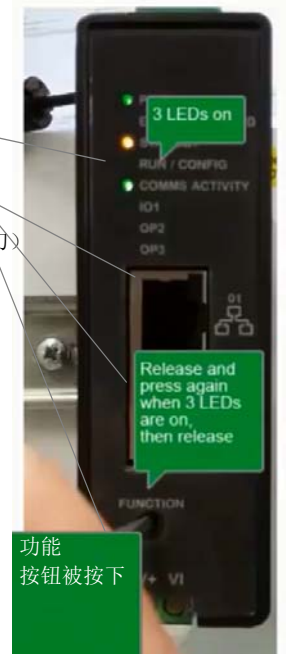 3 LEDs on
RUN / CONFIG
COMMS ACTIVITY
IO1
OP2
OP3
01
Release and
press again
when 3 LEDs
are on,
then release
FUNCTION
功能
按钮被按下
VI